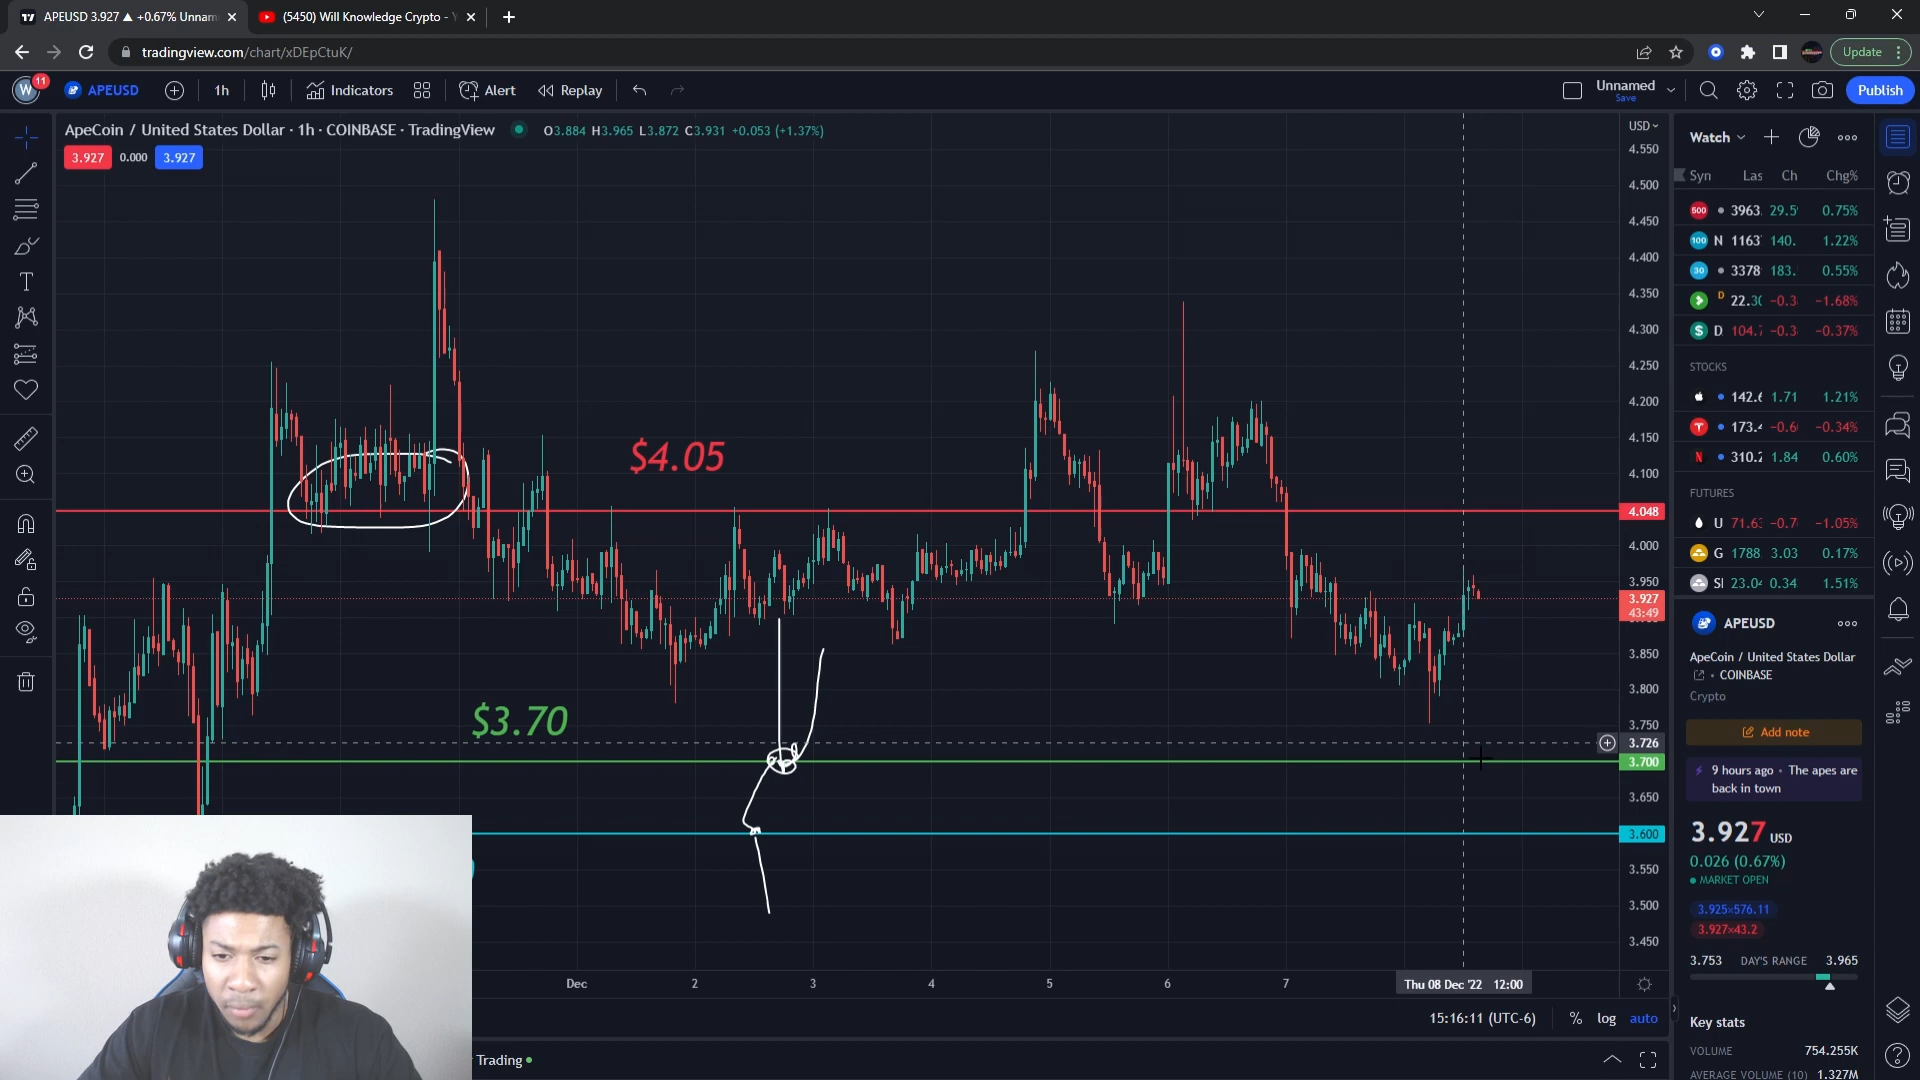 APEUSD 3.927 ▲ +0.67% Unnam
(5450) Will Knowledge Crypto - Y
tradingview.com/chart/xDEpCtuK/
Update
W 11
APEUSD
1h
Indicators
Alert
Replay
Unnamed
Save
Publish
ApeCoin / United States Dollar · 1h · COINBASE · TradingView
O3.884 H3.965 L3.872 C3.931 +0.053 (+1.37%)
3.927 0.000 3.927
USD
4.550
4.500
4.450
4.400
4.350
4.300
4.250
4.200
4.150
4.100
4.048
4.000
3.950
3.927
43:49
3.850
3.800
3.750
3.726
3.700
3.650
3.600
3.550
3.500
3.450
$4.05
$3.70
Dec 2 3 4 5 6 7
Thu 08 Dec '22 12:00
15:16:11 (UTC-6)
% log auto
Trading
Watch
Syn Las Ch Chg%
500 3963. 29.5 0.75%
100 N 1163 140. 1.22%
30 3378 183. 0.55%
D 22.3 −0.3 −1.68%
$ D 104. −0.3 −0.37%
STOCKS
142.6 1.71 1.21%
173. −0.6 −0.34%
N 310.2 1.84 0.60%
FUTURES
U 71.6 −0.7 −1.05%
G 1788 3.03 0.17%
SI 23.0 0.34 1.51%
APEUSD
ApeCoin / United States Dollar
COINBASE
Crypto
Add note
9 hours ago · The apes are
back in town
3.927 USD
0.026 (0.67%)
MARKET OPEN
3.925×576.11
3.927×43.2
3.753 DAY'S RANGE 3.965
Key stats
VOLUME 754.255K
AVERAGE VOLUME (10) 1.327M